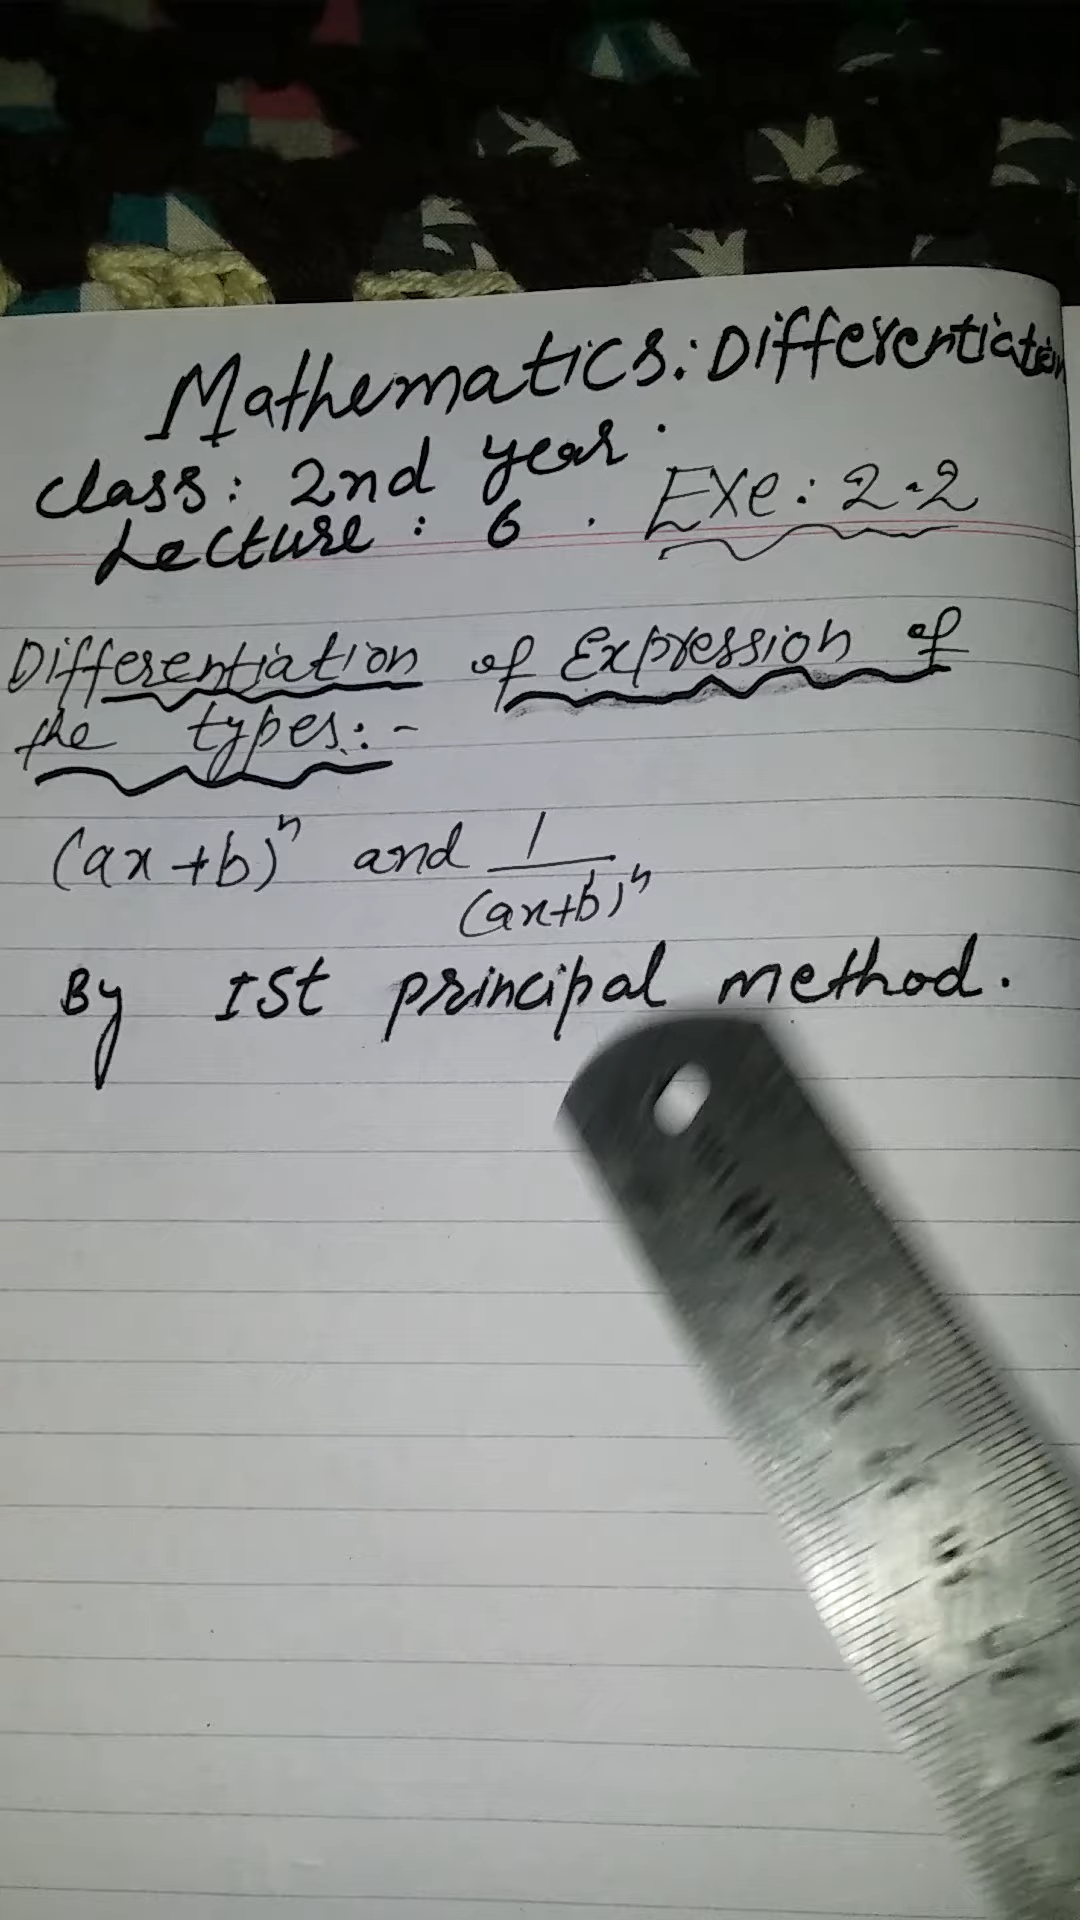 Mathematics: Differentiation
Class: 2nd year.
Lecture: 6. Exe: 2.2
Differentiation of Expression of
the types:-
(ax+b)^n and 1/(ax+b)^n
By Ist principal method.